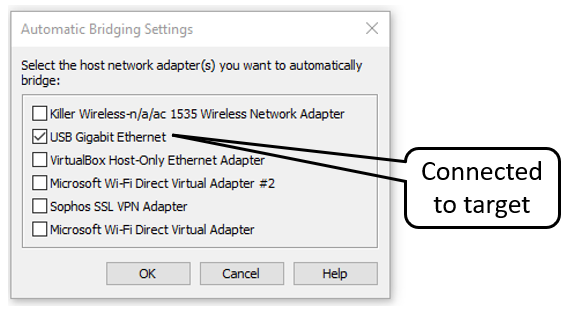 Automatic Bridging Settings
Select the host network adapter(s) you want to automatically
bridge:
Killer Wireless-n/a/ac 1535 Wireless Network Adapter
USB Gigabit Ethernet
VirtualBox Host-Only Ethernet Adapter
Microsoft Wi-Fi Direct Virtual Adapter #2
Sophos SSL VPN Adapter
Microsoft Wi-Fi Direct Virtual Adapter
OK Cancel Help
Connected
to target